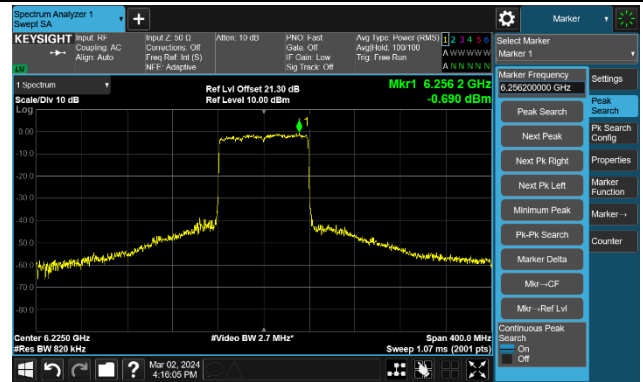 Spectrum Analyzer 1
Swept SA
Marker
KEYSIGHT Input: RF
Coupling: AC
Align: Auto
Input Z: 50 Ω
Corrections: Off
Freq Ref: Int (S)
NFE: Adaptive
Atten: 10 dB
PNO: Fast
Gate: Off
IF Gain: Low
Sig Track: Off
Avg Type: Power (RMS)
Avg|Hold: 100/100
Trig: Free Run
1 2 3 4 5 6
A W W W W W
A N N N N N
LXI
Select Marker
Marker 1
1 Spectrum
Scale/Div 10 dB
Log
Ref Lvl Offset 21.30 dB
Ref Level 10.00 dBm
Mkr1 6.256 2 GHz
-0.690 dBm
1
0.00
-10.0
-20.0
-30.0
-40.0
-50.0
-60.0
-70.0
-80.0
Center 6.2250 GHz
#Res BW 820 kHz
#Video BW 2.7 MHz*
Span 400.0 MHz
Sweep 1.07 ms (2001 pts)
Marker Frequency
6.256200000 GHz
Peak Search
Next Peak
Next Pk Right
Next Pk Left
Minimum Peak
Pk-Pk Search
Marker Delta
Mkr→CF
Mkr→Ref Lvl
Continuous Peak
Search
On
Off
Settings
Peak
Search
Pk Search
Config
Properties
Marker
Function
Marker→
Counter
?
Mar 02, 2024
4:16:05 PM